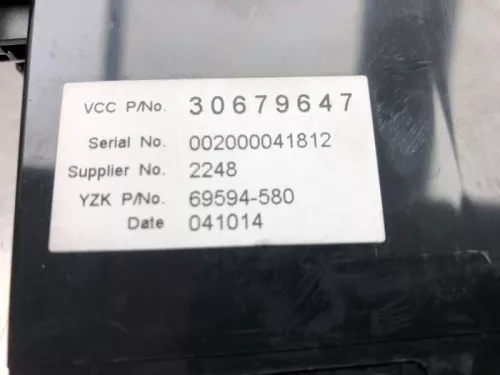 VCC P/No. 30679647
Serial No. 002000041812
Supplier No. 2248
YZK P/No. 69594-580
Date 041014